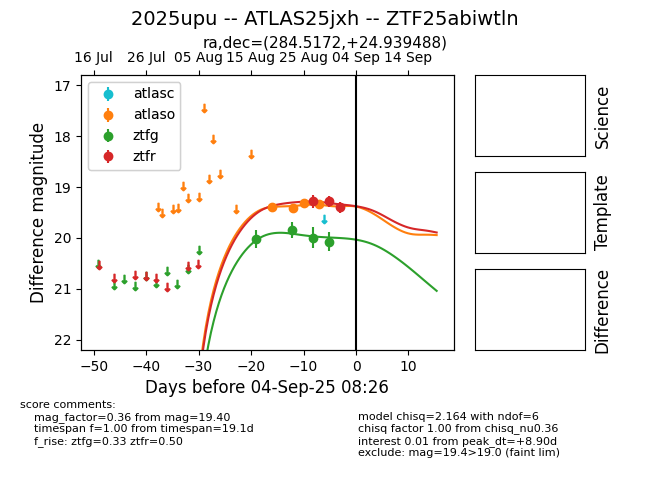 2025upu -- ATLAS25jxh -- ZTF25abiwtln
ra,dec=(284.5172,+24.939488)
16 Jul 26 Jul 05 Aug 15 Aug 25 Aug 04 Sep 14 Sep
atlasc
atlaso
ztfg
ztfr
17
18
19
20
21
22
Difference magnitude
−50 −40 −30 −20 −10 0 10
Days before 04-Sep-25 08:26
Science
Template
Difference
score comments:
mag_factor=0.36 from mag=19.40
timespan f=1.00 from timespan=19.1d
f_rise: ztfg=0.33 ztfr=0.50
model chisq=2.164 with ndof=6
chisq factor 1.00 from chisq_nu0.36
interest 0.01 from peak_dt=+8.90d
exclude: mag=19.4>19.0 (faint lim)